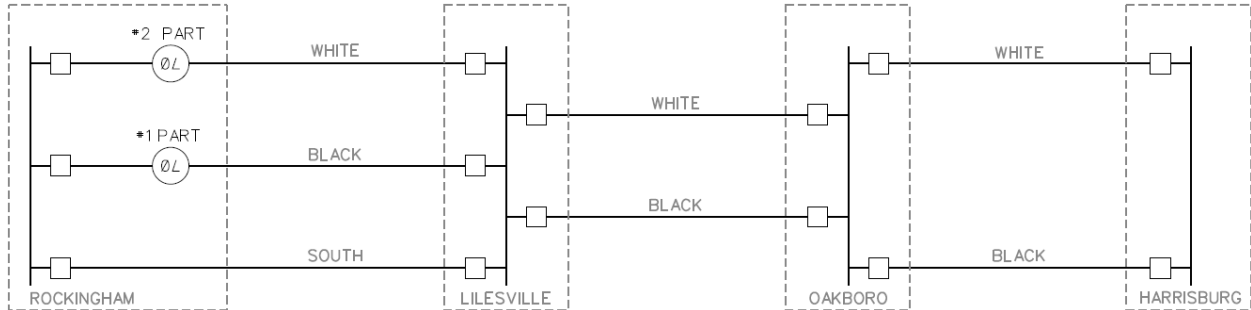 *2 PART
WHITE
WHITE
ØL
WHITE
*1 PART
BLACK
ØL
BLACK
SOUTH
BLACK
ROCKINGHAM
LILESVILLE
OAKBORO
HARRISBURG